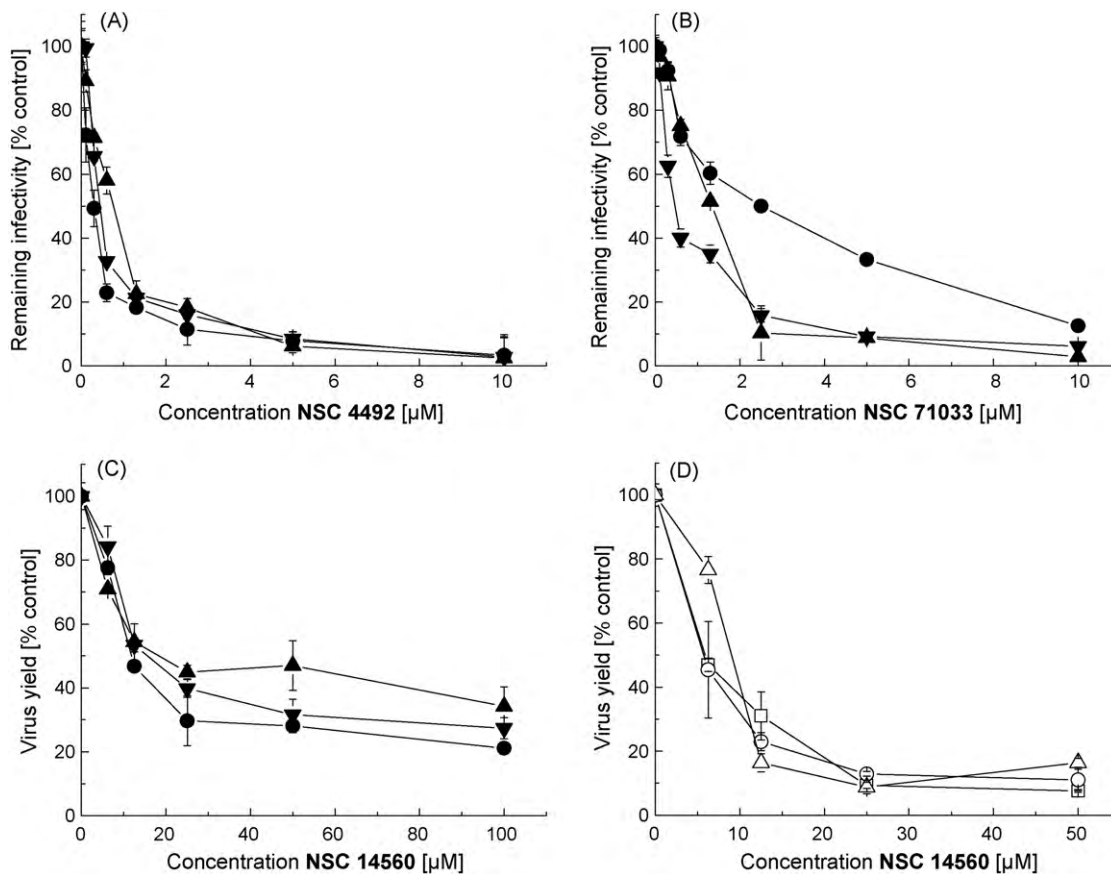 (A)
Remaining infectivity [% control]
100
80
60
40
20
0
0 2 4 6 8 10
Concentration NSC 4492 [µM]
(B)
Remaining infectivity [% control]
100
80
60
40
20
0
0 2 4 6 8 10
Concentration NSC 71033 [µM]
(C)
Virus yield [% control]
100
80
60
40
20
0
0 20 40 60 80 100
Concentration NSC 14560 [µM]
(D)
Virus yield [% control]
100
80
60
40
20
0
0 10 20 30 40 50
Concentration NSC 14560 [µM]